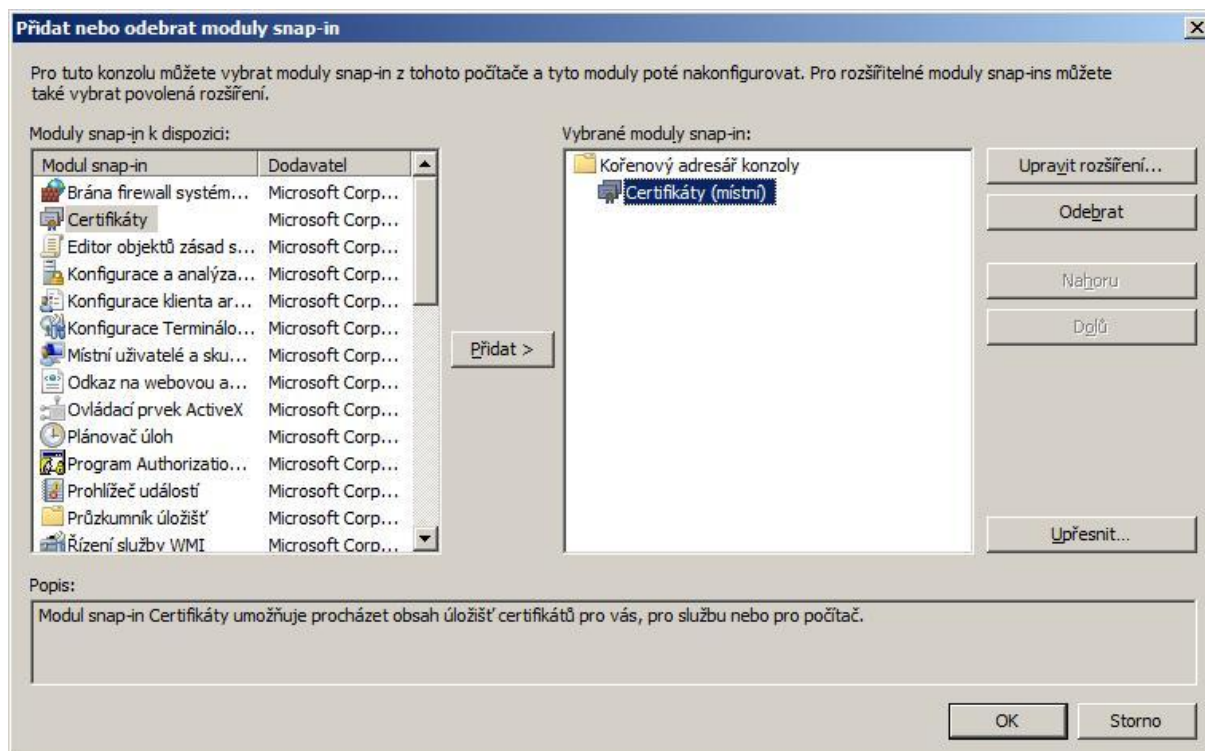 Přidat nebo odebrat moduly snap-in
Pro tuto konzolu můžete vybrat moduly snap-in z tohoto počítače a tyto moduly poté nakonfigurovat. Pro rozšířitelné moduly snap-ins můžete
také vybrat povolená rozšíření.
Moduly snap-in k dispozici:
Modul snap-in Dodavatel
Brána firewall systém... Microsoft Corp...
Certifikáty Microsoft Corp...
Editor objektů zásad s... Microsoft Corp...
Konfigurace a analýza... Microsoft Corp...
Konfigurace klienta ar... Microsoft Corp...
Konfigurace Terminálo... Microsoft Corp...
Místní uživatelé a sku... Microsoft Corp...
Odkaz na webovou a... Microsoft Corp...
Ovládací prvek ActiveX Microsoft Corp...
Plánovač úloh Microsoft Corp...
Program Authorizatio... Microsoft Corp...
Prohlížeč událostí Microsoft Corp...
Průzkumník úložišť Microsoft Corp...
Řízení služby WMI Microsoft Corp...
Přidat >
Vybrané moduly snap-in:
Kořenový adresář konzoly
Certifikáty (místní)
Upravit rozšíření...
Odebrat
Nahoru
Dolů
Upřesnit...
Popis:
Modul snap-in Certifikáty umožňuje procházet obsah úložišť certifikátů pro vás, pro službu nebo pro počítač.
OK Storno